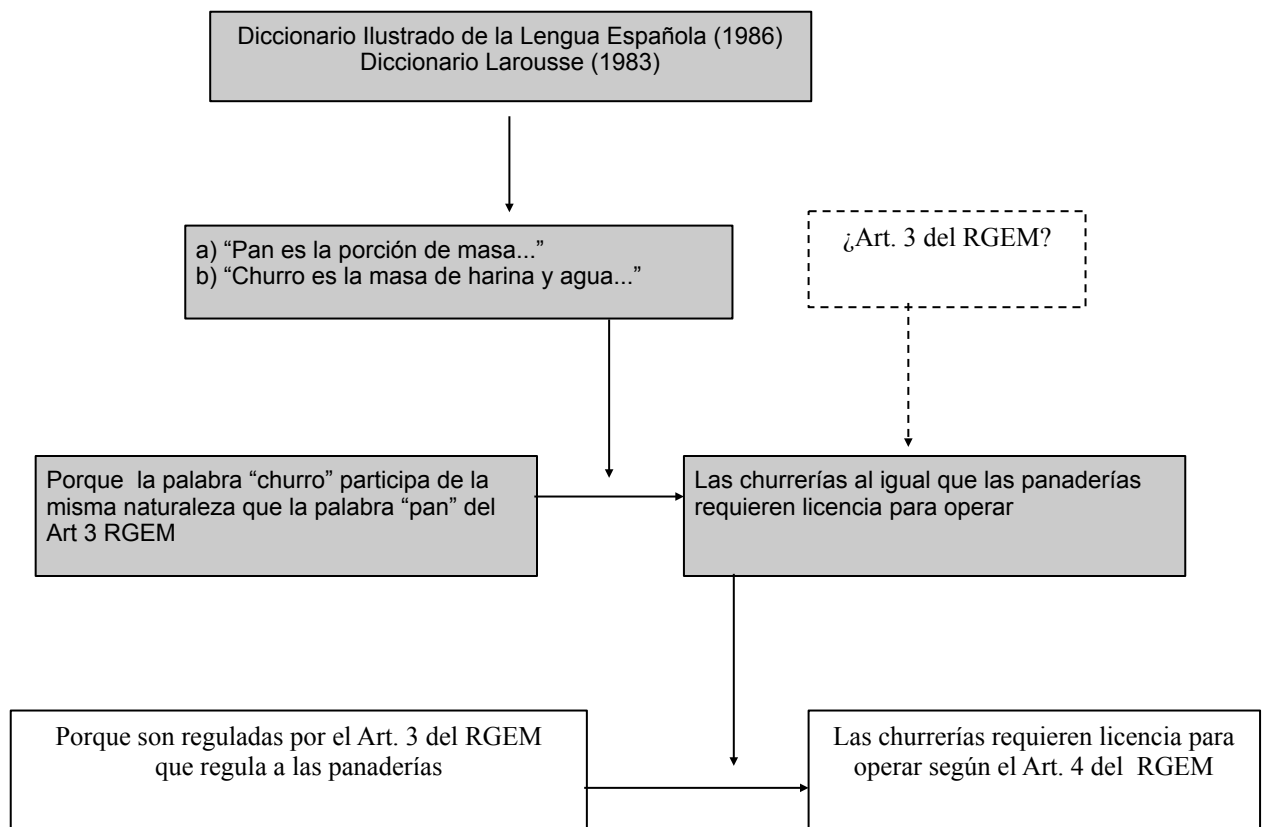 Diccionario Ilustrado de la Lengua Española (1986)
Diccionario Larousse (1983)
a) “Pan es la porción de masa...”
b) “Churro es la masa de harina y agua...”
¿Art. 3 del RGEM?
Porque la palabra “churro” participa de la
misma naturaleza que la palabra “pan” del
Art 3 RGEM
Las churrerías al igual que las panaderías
requieren licencia para operar
Porque son reguladas por el Art. 3 del RGEM
que regula a las panaderías
Las churrerías requieren licencia para
operar según el Art. 4 del RGEM